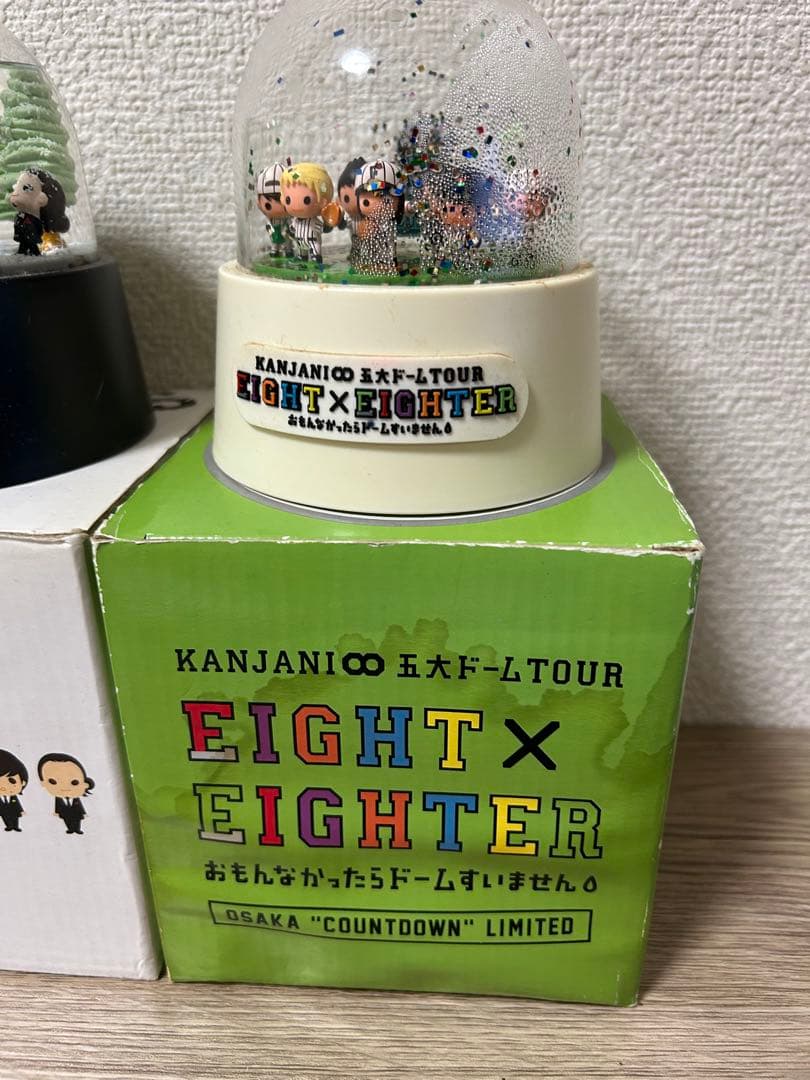 KANJANI∞ 五大ドームTOUR
EIGHT×EIGHTER
おもんなかったらドームすいません
KANJANI∞ 五大ドームTOUR
EIGHT×
EIGHTER
おもんなかったらドームすいません
OSAKA "COUNTDOWN" LIMITED